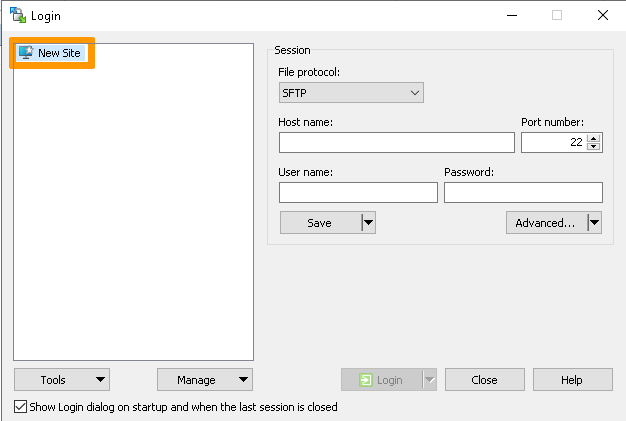 Login
New Site
Session
File protocol:
SFTP
Host name:
Port number:
22
User name:
Password:
Save
Advanced...
Tools
Manage
Login
Close
Help
Show Login dialog on startup and when the last session is closed